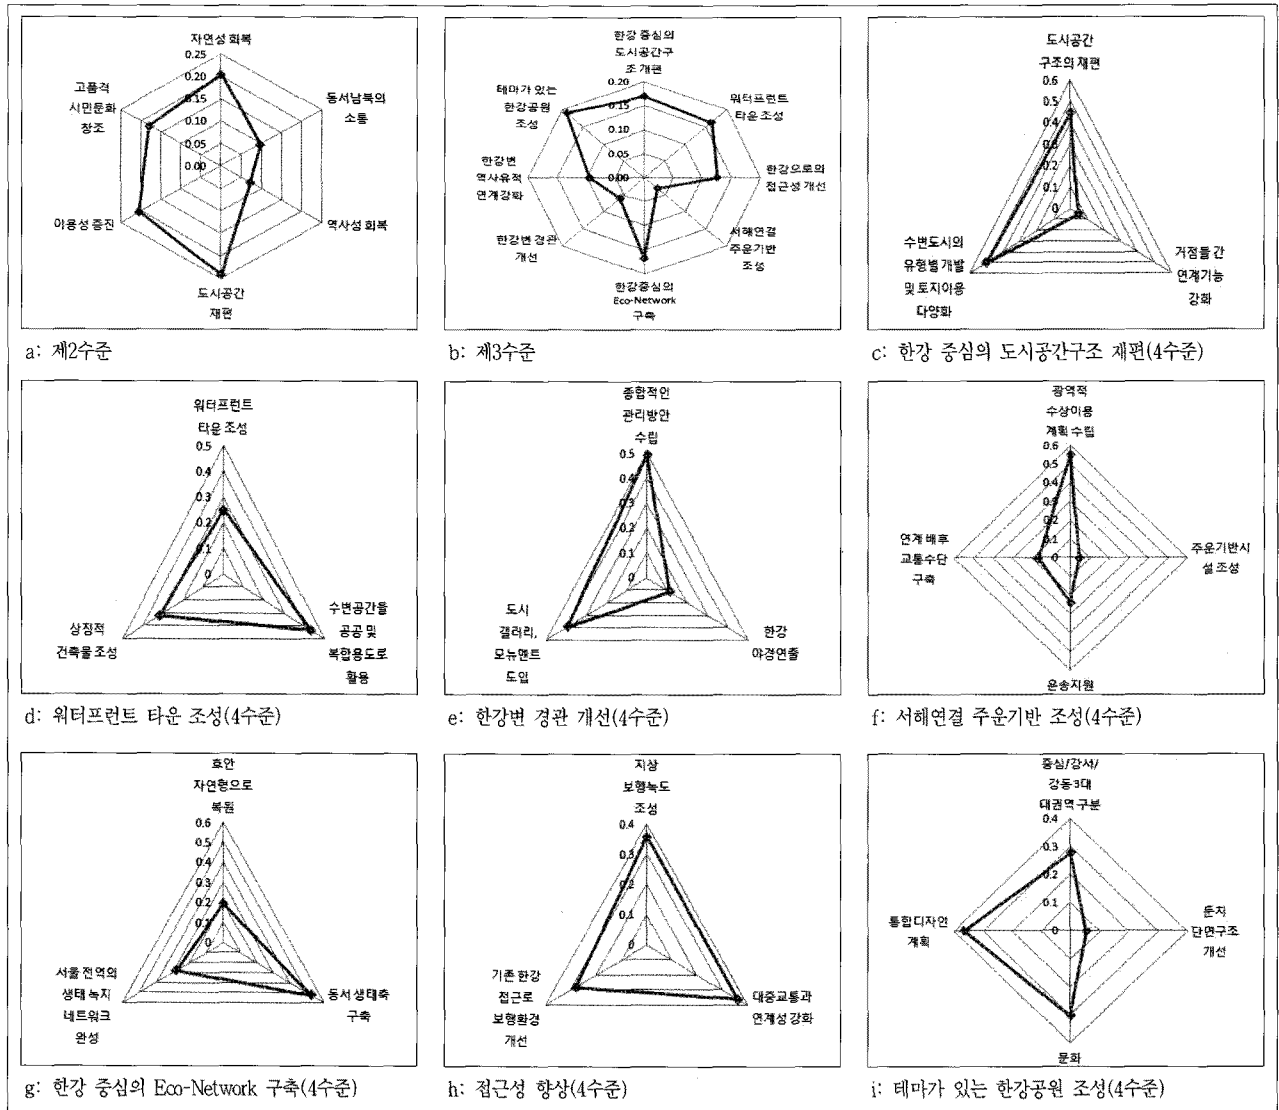 자연성 회복
0.25
0.20
0.15
0.10
0.05
0.00
고품격
시민문화
창조
동서남북의
소통
이용성 증진
역사성 회복
도시공간
재편
a: 제2수준
한강 중심의
도시공간구
조 개편
0.20
0.15
0.10
0.05
0.00
테마가 있는
한강공원
조성
워터프런트
타운 조성
한강변
역사유적
연계강화
한강으로의
접근성 개선
한강변 경관
개선
서해연결
주운기반
조성
한강중심의
Eco-Network
구축
b: 제3수준
도시공간
구조의 재편
0.6
0.5
0.4
0.3
0.2
0.1
0
수변도시의
유형별 개발
및 토지이용
다양화
거점들 간
연계기능
강화
c: 한강 중심의 도시공간구조 재편(4수준)
워터프런트
타운 조성
0.5
0.4
0.3
0.2
0.1
0
상징적
건축물 조성
수변공간을
공공 및
복합용도로
활용
d: 워터프런트 타운 조성(4수준)
종합적인
관리방안
수립
0.5
0.4
0.3
0.2
0.1
0
도시
갤러리,
모뉴멘트
도입
한강
야경연출
e: 한강변 경관 개선(4수준)
광역적
수상이용
계획 수립
0.6
0.5
0.4
0.3
0.2
0.1
0
연계 배후
교통수단
구축
주운기반시
설 조성
운송지원
f: 서해연결 주운기반 조성(4수준)
호안
자연형으로
복원
0.6
0.5
0.4
0.3
0.2
0.1
0
서울 전역의
생태 녹지
네트워크
완성
동서 생태축
구축
g: 한강 중심의 Eco-Network 구축(4수준)
지상
보행녹도
조성
0.4
0.3
0.2
0.1
0
기존 한강
접근로
보행환경
개선
대중교통과
연계성 강화
h: 접근성 향상(4수준)
중심/강서/
강동 3대
대권역 구분
0.4
0.3
0.2
0.1
0
통합디자인
계획
둔치
단면구조
개선
문화
i: 테마가 있는 한강공원 조성(4수준)